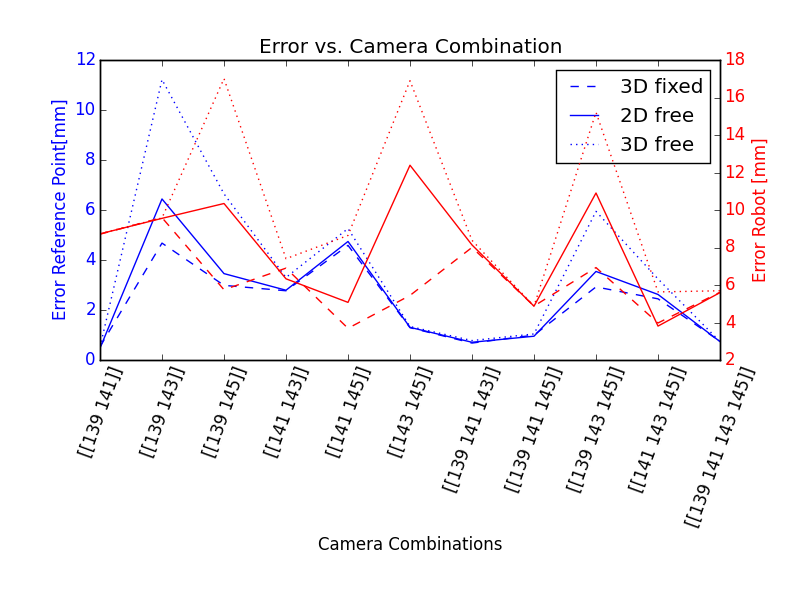 Error vs. Camera Combination
12
10
8
6
4
2
0
Error Reference Point[mm]
18
16
14
12
10
8
6
4
2
Error Robot [mm]
3D fixed
2D free
3D free
[[139 141]]
[[139 143]]
[[139 145]]
[[141 143]]
[[141 145]]
[[143 145]]
[[139 141 143]]
[[139 141 145]]
[[139 143 145]]
[[141 143 145]]
[[139 141 143 145]]
Camera Combinations